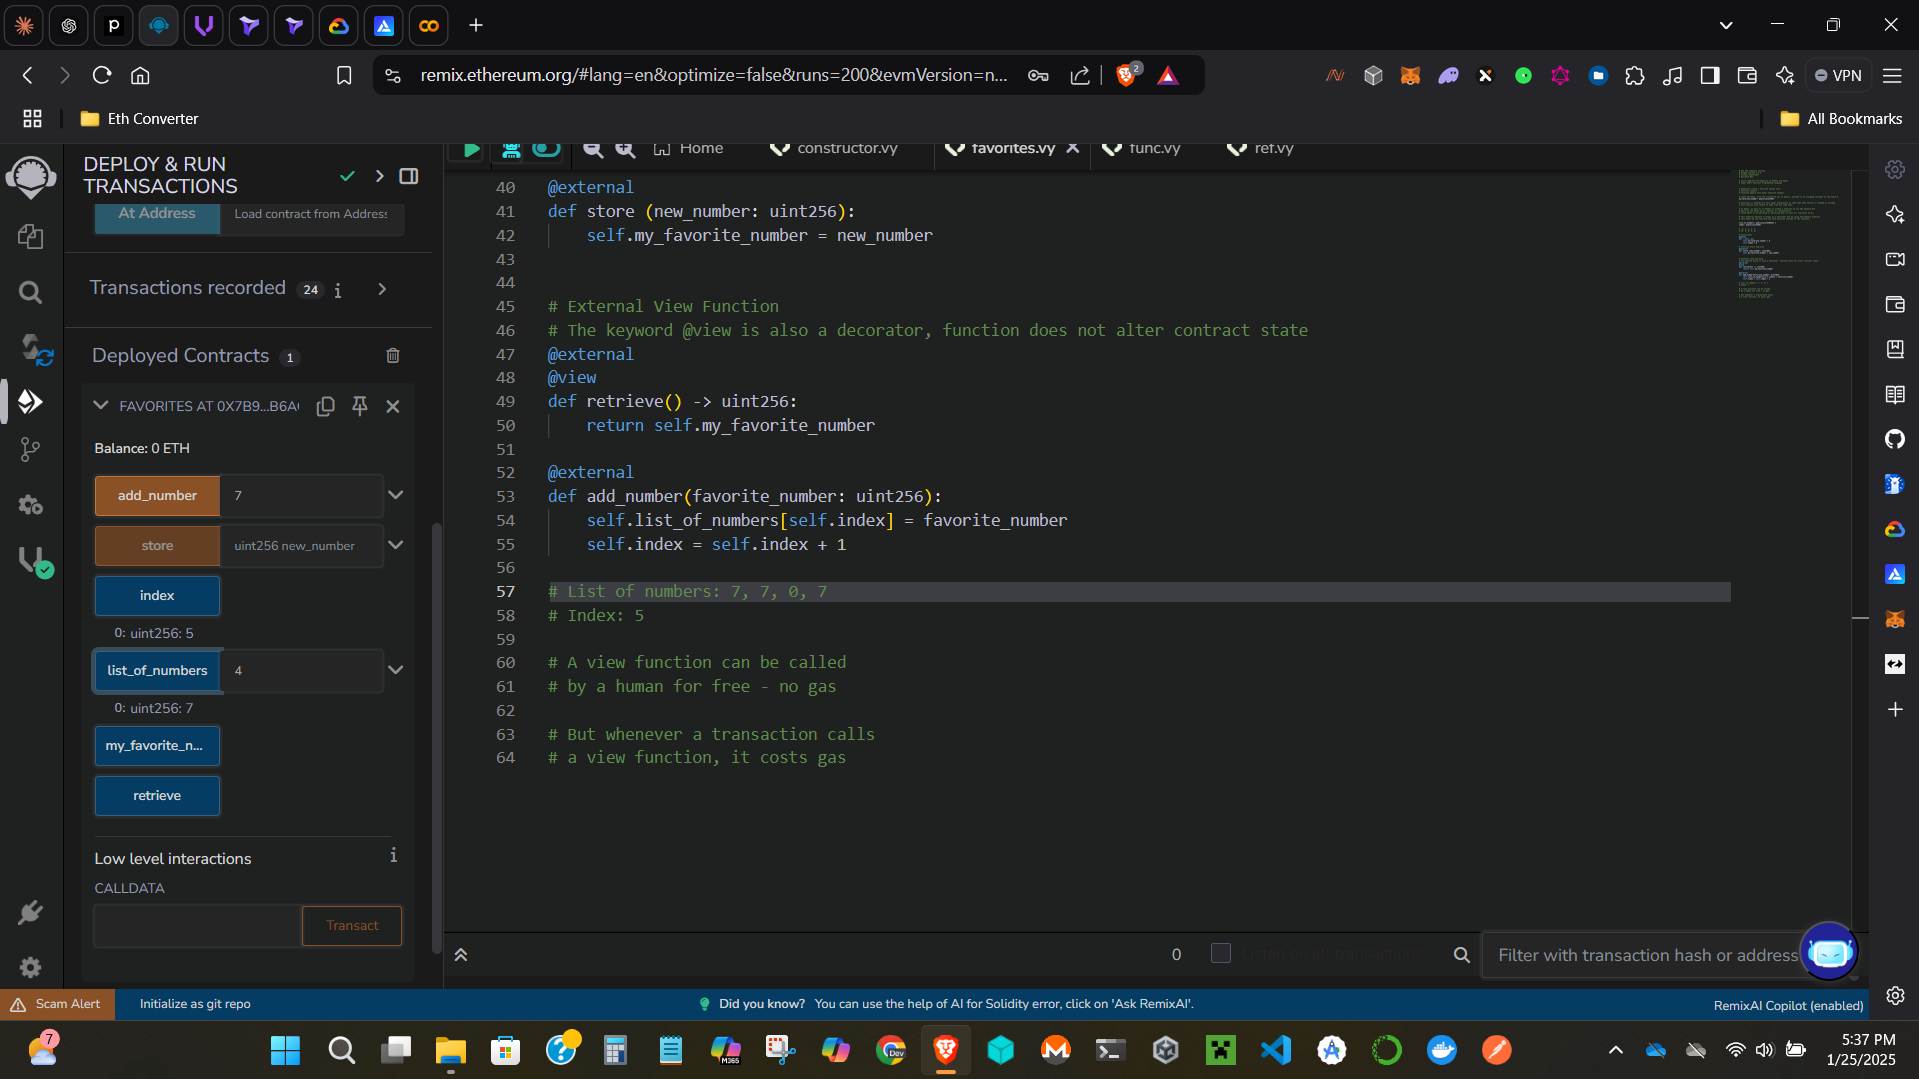 remix.ethereum.org/#lang=en&optimize=false&runs=200&evmVersion=n...
2
VPN
Eth Converter
All Bookmarks
DEPLOY & RUN
TRANSACTIONS
At Address
Load contract from Address
Transactions recorded 24 i
Deployed Contracts 1
FAVORITES AT 0X7B9...B6A
Balance: 0 ETH
add_number
7
store
uint256 new_number
index
0: uint256: 5
list_of_numbers
4
0: uint256: 7
my_favorite_n...
retrieve
Low level interactions
i
CALLDATA
Transact
Home
constructor.vy
favorites.vy
func.vy
ref.vy
40 @external
41 def store (new_number: uint256):
42 self.my_favorite_number = new_number
43
44
45 # External View Function
46 # The keyword @view is also a decorator, function does not alter contract state
47 @external
48 @view
49 def retrieve() -> uint256:
50 return self.my_favorite_number
51
52 @external
53 def add_number(favorite_number: uint256):
54 self.list_of_numbers[self.index] = favorite_number
55 self.index = self.index + 1
56
57 # List of numbers: 7, 7, 0, 7
58 # Index: 5
59
60 # A view function can be called
61 # by a human for free - no gas
62
63 # But whenever a transaction calls
64 # a view function, it costs gas
0
Listen on all transactions
Filter with transaction hash or address
Scam Alert
Initialize as git repo
Did you know? You can use the help of AI for Solidity error, click on 'Ask RemixAI'.
RemixAI Copilot (enabled)
7
M365
Dev
5:37 PM
1/25/2025